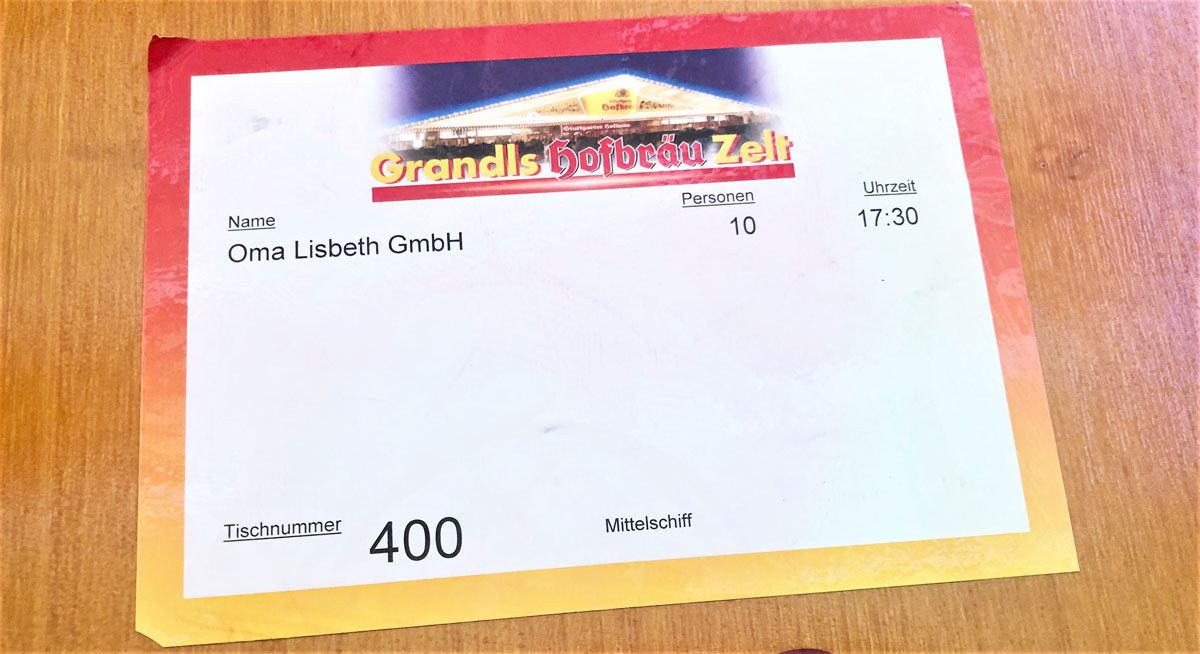 Grandls Hofbräu Zelt
Name
Personen
Uhrzeit
Oma Lisbeth GmbH
10
17:30
Tischnummer
400
Mittelschiff